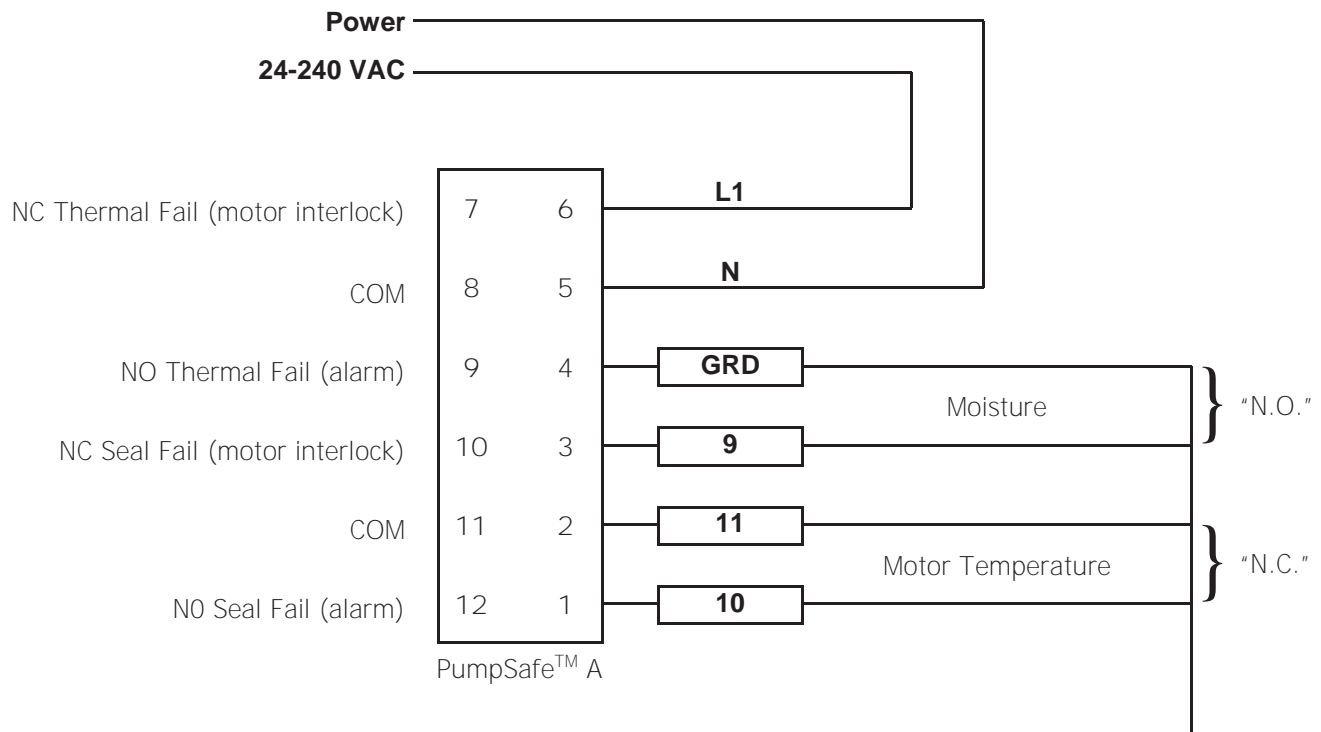 Power
24-240 VAC
L1
NC Thermal Fail (motor interlock) 7 6
N
COM 8 5
NO Thermal Fail (alarm) 9 4 GRD
Moisture "N.O."
NC Seal Fail (motor interlock) 10 3 9
COM 11 2 11
Motor Temperature "N.C."
N0 Seal Fail (alarm) 12 1 10
PumpSafe™ A